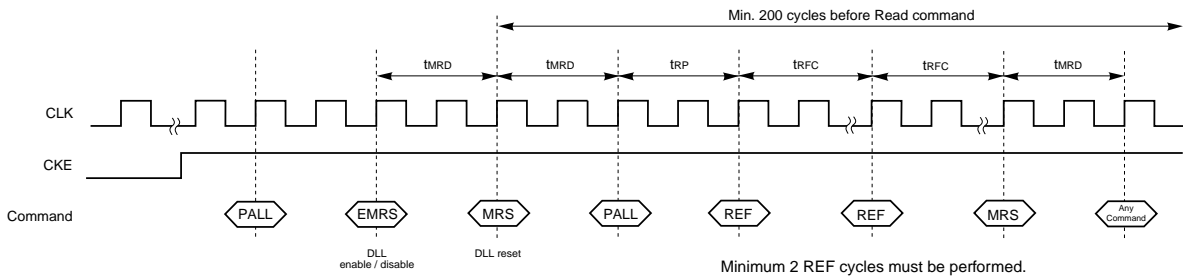 Min. 200 cycles before Read command
tMRD tMRD tRP tRFC tRFC tMRD
CLK
CKE
Command PALL EMRS MRS PALL REF REF MRS Any Command
DLL enable / disable
DLL reset
Minimum 2 REF cycles must be performed.